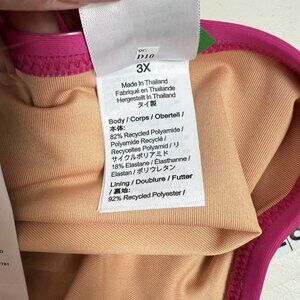 QC
D10
3X
Made in Thailand
Fabriqué en Thaïlande
Hergestellt in Thailand
タイ製
Body / Corps / Oberteil /
本体:
82% Recycled Polyamide /
Polyamide Recyclé /
Recyceltes Polyamid / リ
サイクルポリアミド
18% Elastane / Élasthanne /
Elastan / ポリウレタン
Lining / Doublure / Futter
/ 裏地:
92% Recycled Polyester /